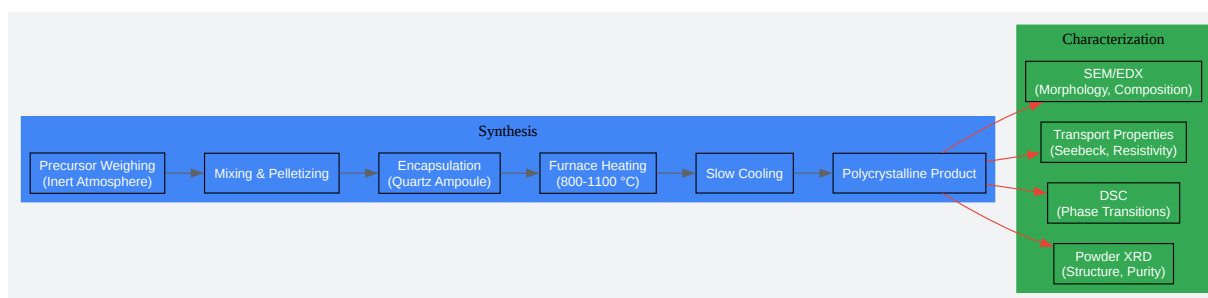 Synthesis
Precursor Weighing
(Inert Atmosphere)
Mixing & Pelletizing
Encapsulation
(Quartz Ampoule)
Furnace Heating
(800-1100 °C)
Slow Cooling
Polycrystalline Product
Characterization
SEM/EDX
(Morphology, Composition)
Transport Properties
(Seebeck, Resistivity)
DSC
(Phase Transitions)
Powder XRD
(Structure, Purity)